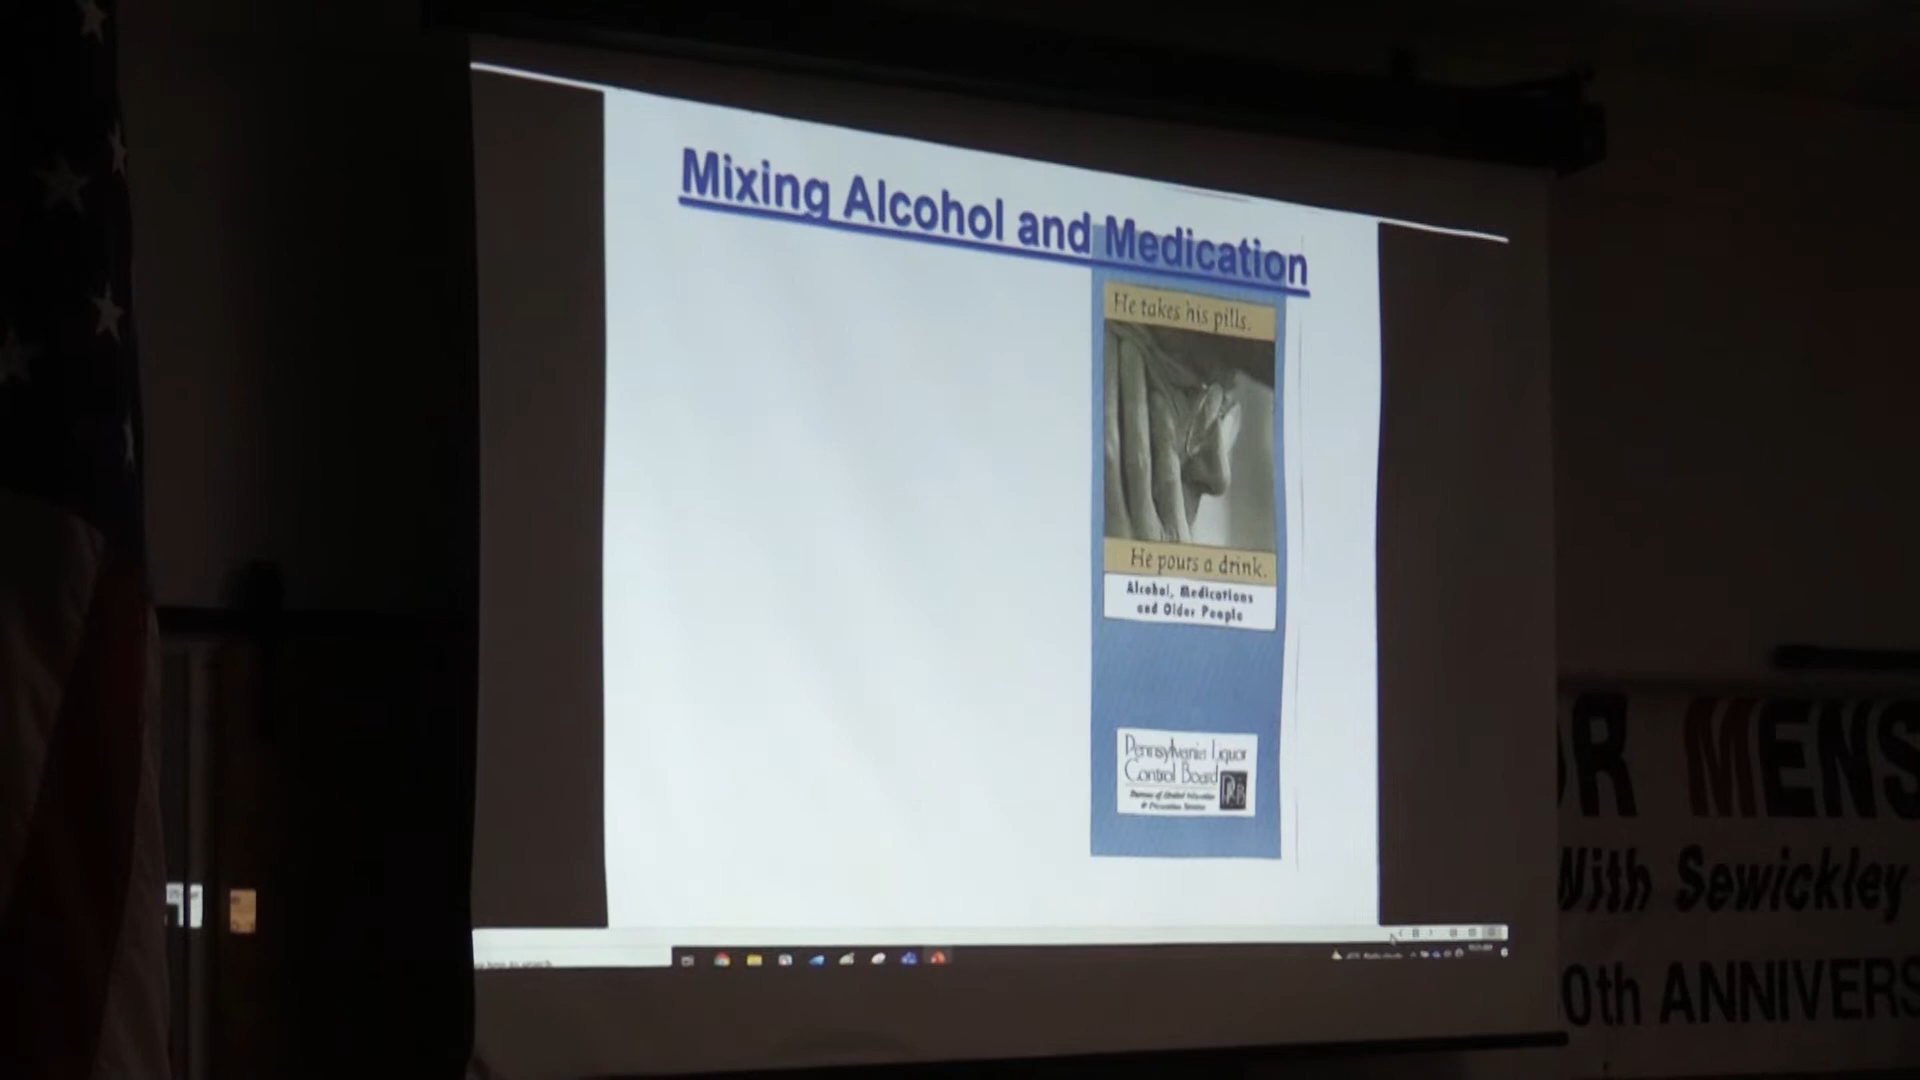 Mixing Alcohol and Medication
He takes his pills.
He pours a drink.
Alcohol, Medications
and Older People
Pennsylvania Liquor
Control Board
OR MENS
With Sewickley
0th ANNIVERS